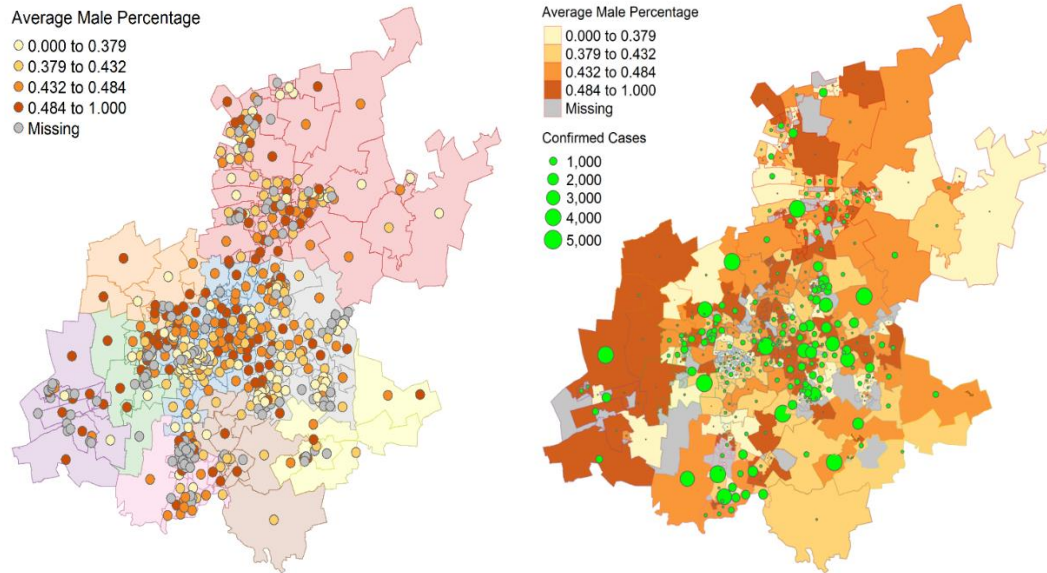 Average Male Percentage
0.000 to 0.379
0.379 to 0.432
0.432 to 0.484
0.484 to 1.000
Missing
Average Male Percentage
0.000 to 0.379
0.379 to 0.432
0.432 to 0.484
0.484 to 1.000
Missing
Confirmed Cases
1,000
2,000
3,000
4,000
5,000